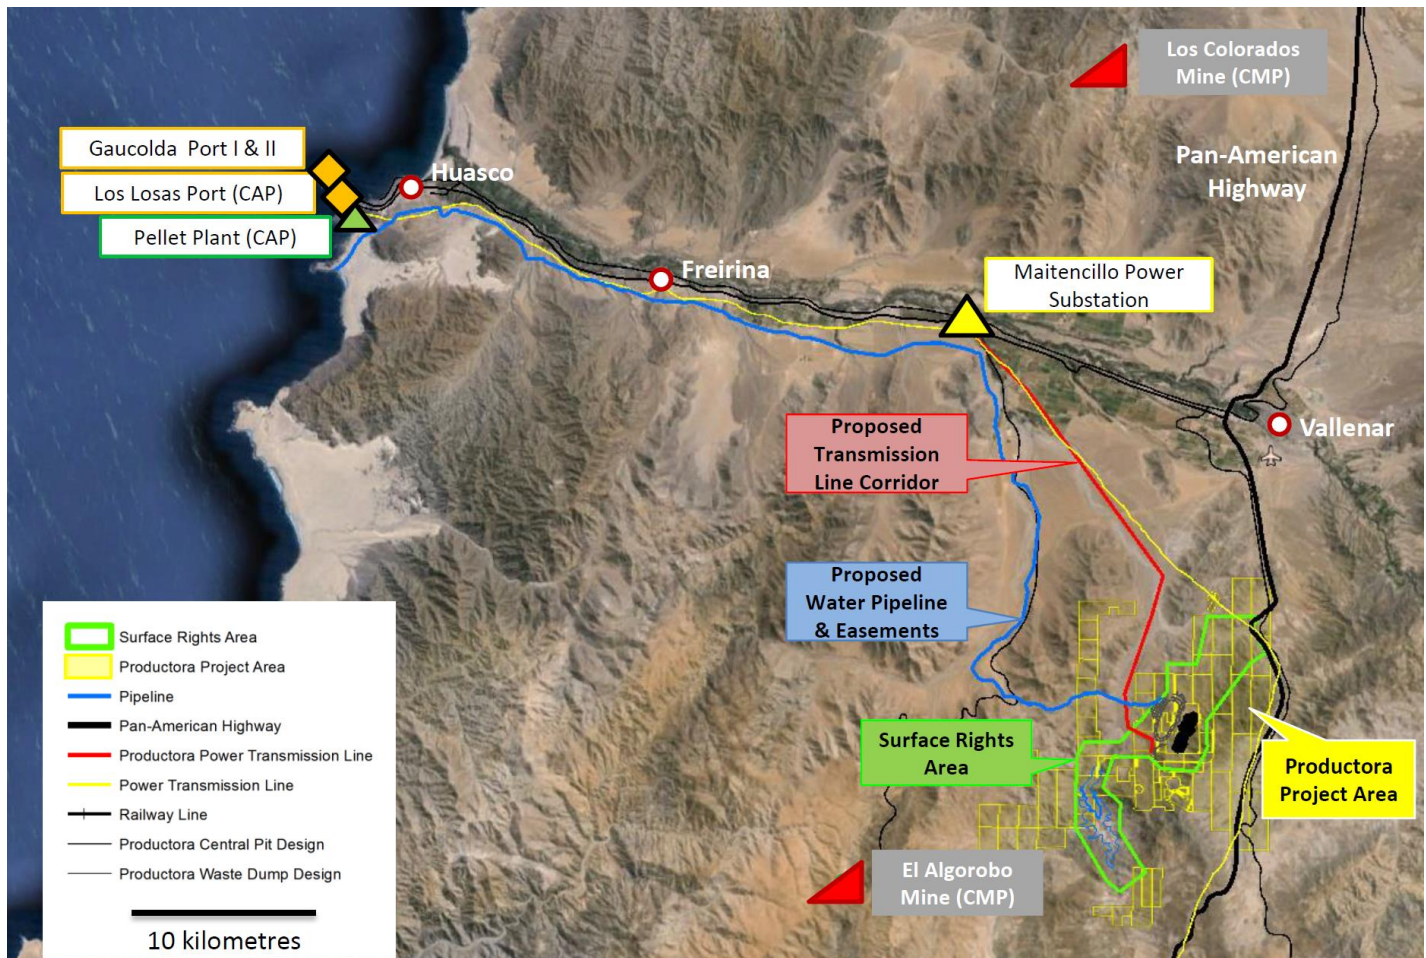 Los Colorados
Mine (CMP)
Gaucolda Port I & II
Los Losas Port (CAP)
Pellet Plant (CAP)
Huasco
Pan-American
Highway
Freirina
Maitencillo Power
Substation
Proposed
Transmission
Line Corridor
Vallenar
Proposed
Water Pipeline
& Easements
Surface Rights
Area
Productora
Project Area
El Algorobo
Mine (CMP)
Surface Rights Area
Productora Project Area
Pipeline
Pan-American Highway
Productora Power Transmission Line
Power Transmission Line
Railway Line
Productora Central Pit Design
Productora Waste Dump Design
10 kilometres